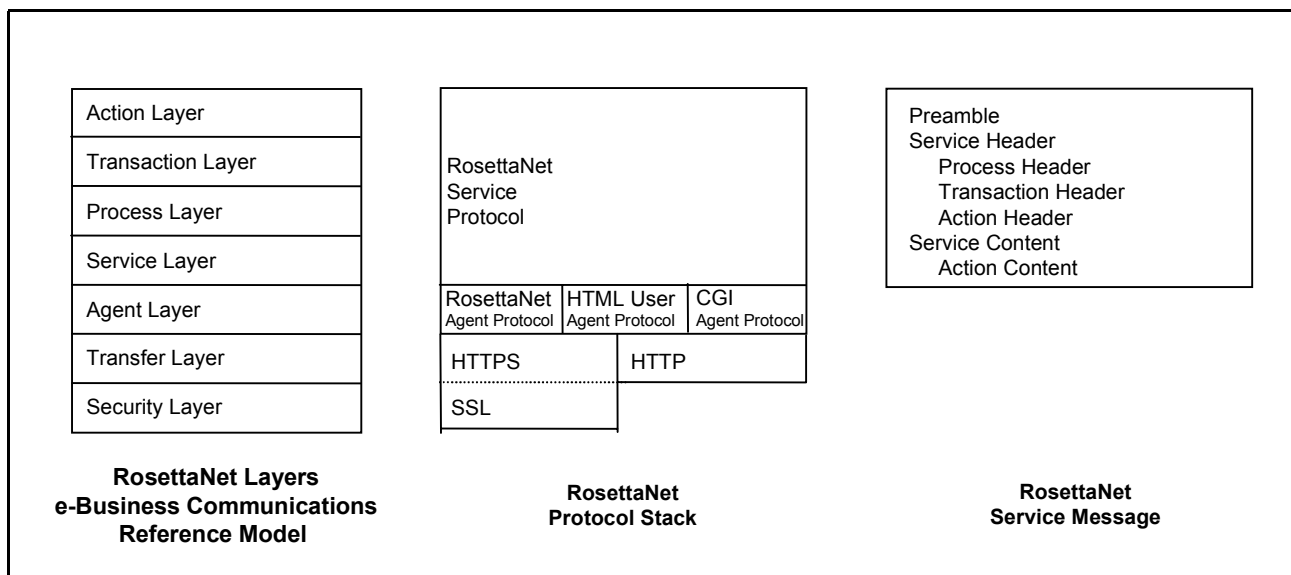 Action Layer
Transaction Layer
Process Layer
Service Layer
Agent Layer
Transfer Layer
Security Layer
RosettaNet Layers
e-Business Communications
Reference Model
RosettaNet
Service
Protocol
RosettaNet
Agent Protocol
HTML User
Agent Protocol
CGI
Agent Protocol
HTTPS
HTTP
SSL
RosettaNet
Protocol Stack
Preamble
Service Header
Process Header
Transaction Header
Action Header
Service Content
Action Content
RosettaNet
Service Message